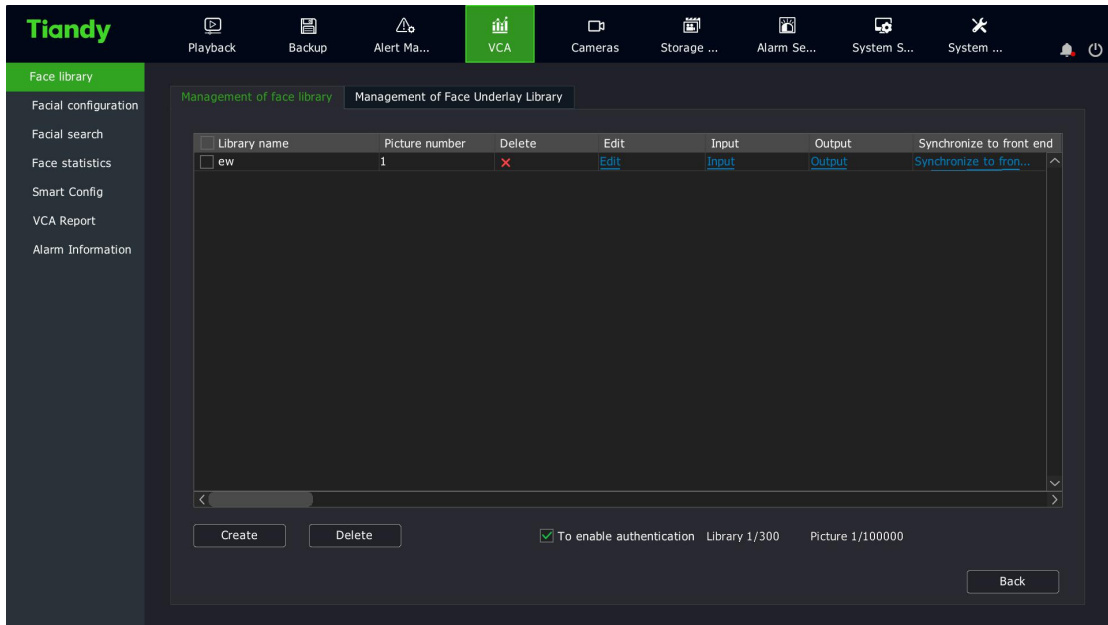 Tiandy
Playback Backup Alert Ma... VCA Cameras Storage ... Alarm Se... System S... System ...
Face library
Facial configuration
Facial search
Face statistics
Smart Config
VCA Report
Alarm Information
Management of face library Management of Face Underlay Library
Library name Picture number Delete Edit Input Output Synchronize to front end
ew 1 Edit Input Output Synchronize to fron...
Create Delete To enable authentication Library 1/300 Picture 1/100000
Back